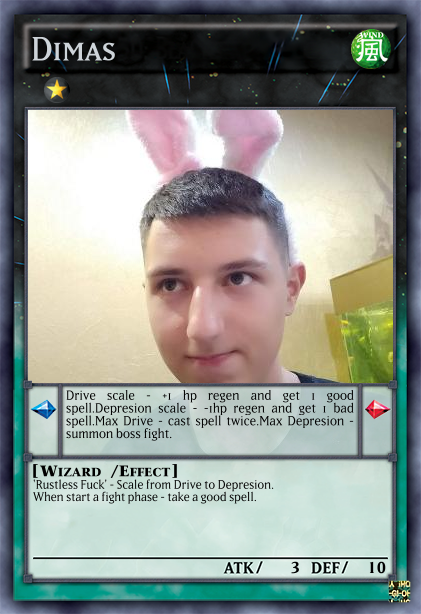 Dimas
WIND
風
Drive scale - +1 hp regen and get 1 good
spell.Depresion scale - -1hp regen and get 1 bad
spell.Max Drive - cast spell twice.Max Depresion -
summon boss fight.
[Wizard /Effect]
'Rustless Fuck' - Scale from Drive to Depresion.
When start a fight phase - take a good spell.
ATK/ 3 DEF/ 10